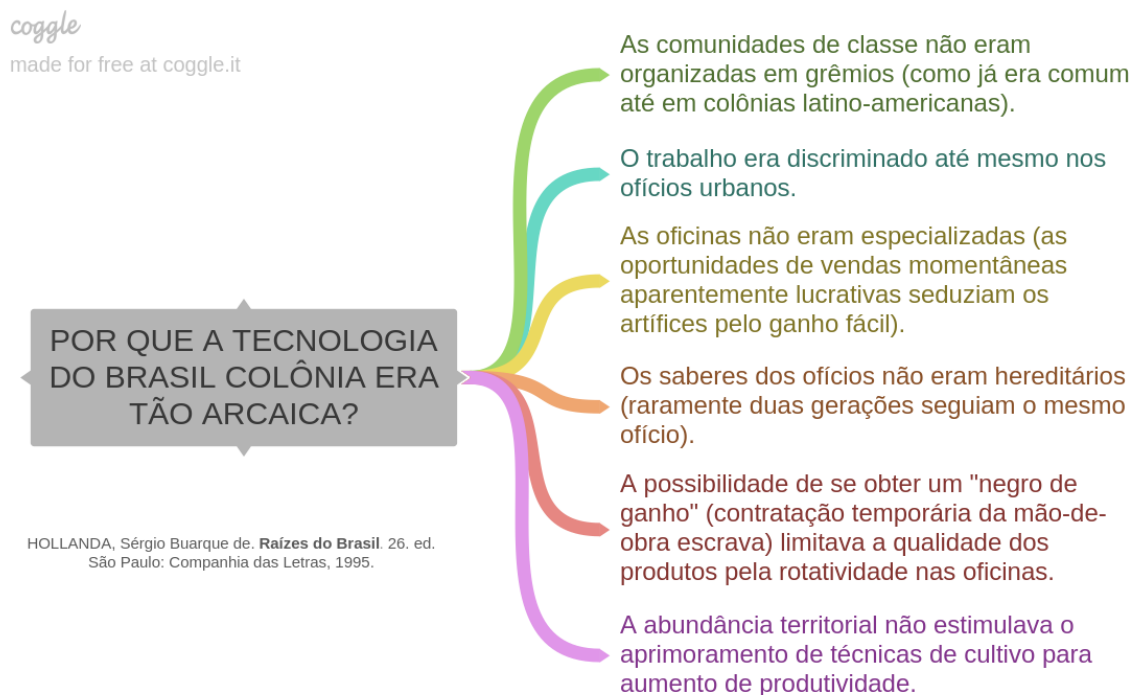 coggle
made for free at coggle.it
As comunidades de classe não eram
organizadas em grêmios (como já era comum
até em colônias latino-americanas).
O trabalho era discriminado até mesmo nos
ofícios urbanos.
As oficinas não eram especializadas (as
oportunidades de vendas momentâneas
aparentemente lucrativas seduziam os
artífices pelo ganho fácil).
POR QUE A TECNOLOGIA
DO BRASIL COLÔNIA ERA
TÃO ARCAICA?
Os saberes dos ofícios não eram hereditários
(raramente duas gerações seguiam o mesmo
ofício).
A possibilidade de se obter um "negro de
ganho" (contratação temporária da mão-de-
obra escrava) limitava a qualidade dos
produtos pela rotatividade nas oficinas.
HOLLANDA, Sérgio Buarque de. Raízes do Brasil. 26. ed.
São Paulo: Companhia das Letras, 1995.
A abundância territorial não estimulava o
aprimoramento de técnicas de cultivo para
aumento de produtividade.